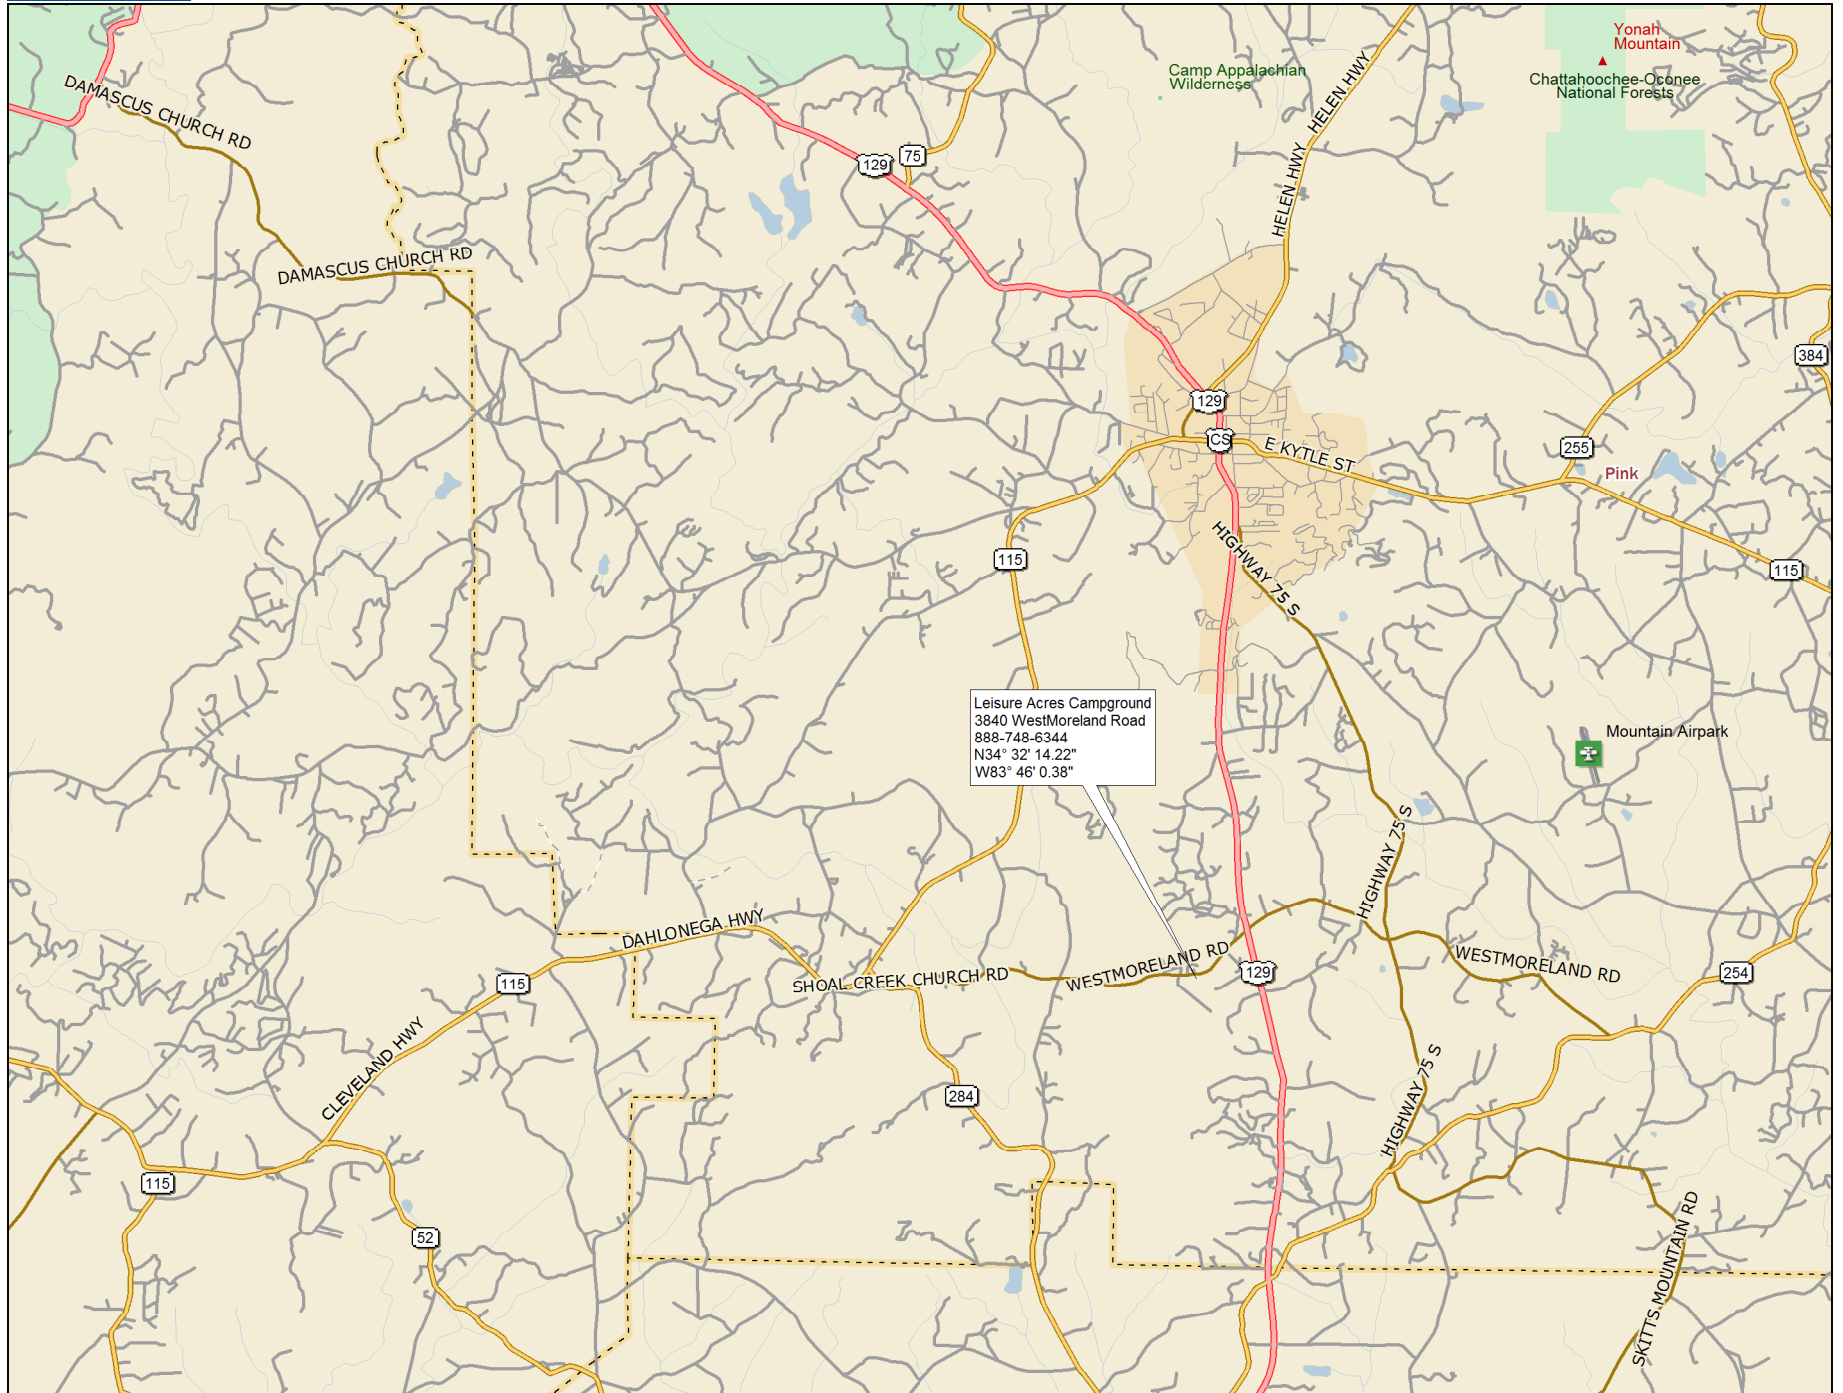 Yonah
Mountain
Camp Appalachian
Wilderness
Chattahoochee-Oconee
National Forests
DAMASCUS CHURCH RD
HELEN HWY
129
75
HELEN HWY
DAMASCUS CHURCH RD
384
129
CS
E KYTLE ST
255
Pink
HIGHWAY 75 S
115
115
Leisure Acres Campground
3840 WestMoreland Road
888-748-6344
N34° 32' 14.22"
W83° 46' 0.38"
Mountain Airpark
HIGHWAY 75 S
DAHLONEGA HWY
WESTMORELAND RD
WESTMORELAND RD
SHOAL CREEK CHURCH RD
129
254
115
CLEVELAND HWY
284
HIGHWAY 75 S
115
52
SKITTS MOUNTAIN RD